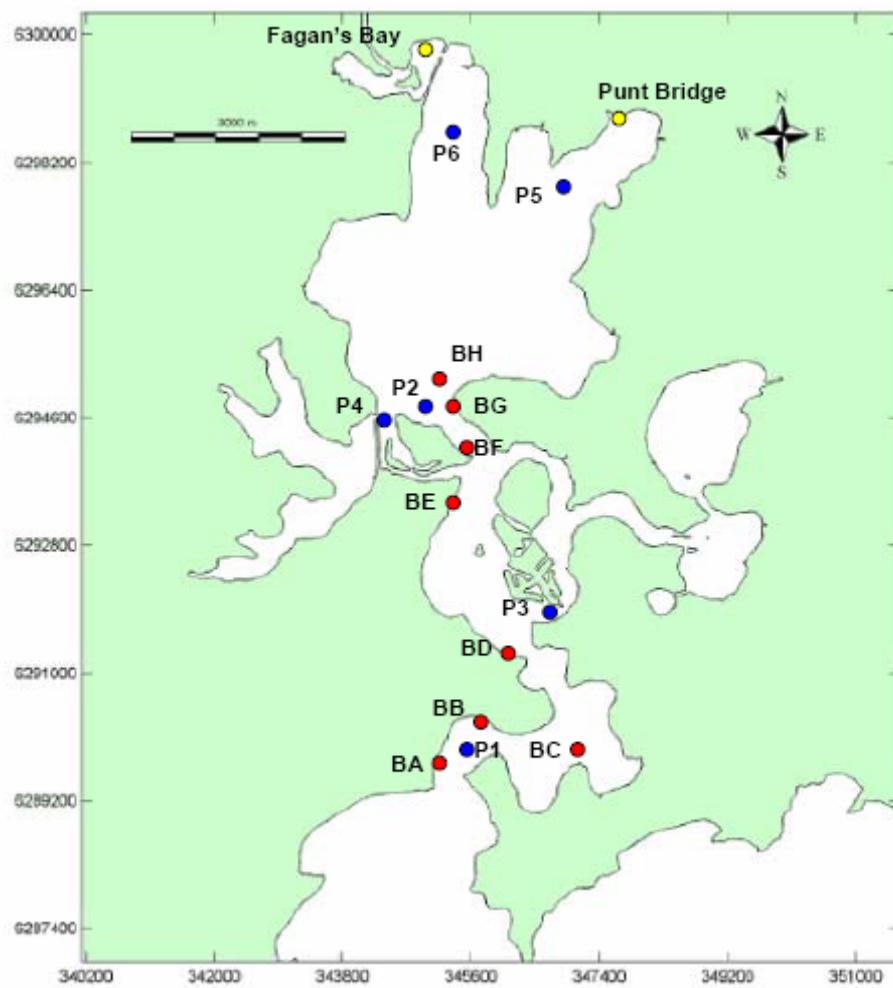 6300000
Fagan's Bay
Punt Bridge
3000 m
N
W E
S
6298200
P6
P5
6296400
BH
P2
P4
BG
6294600
BF
BE
6292800
P3
BD
6291000
BB
P1
BC
BA
6289200
6287400
340200 342000 343800 345600 347400 349200 351000